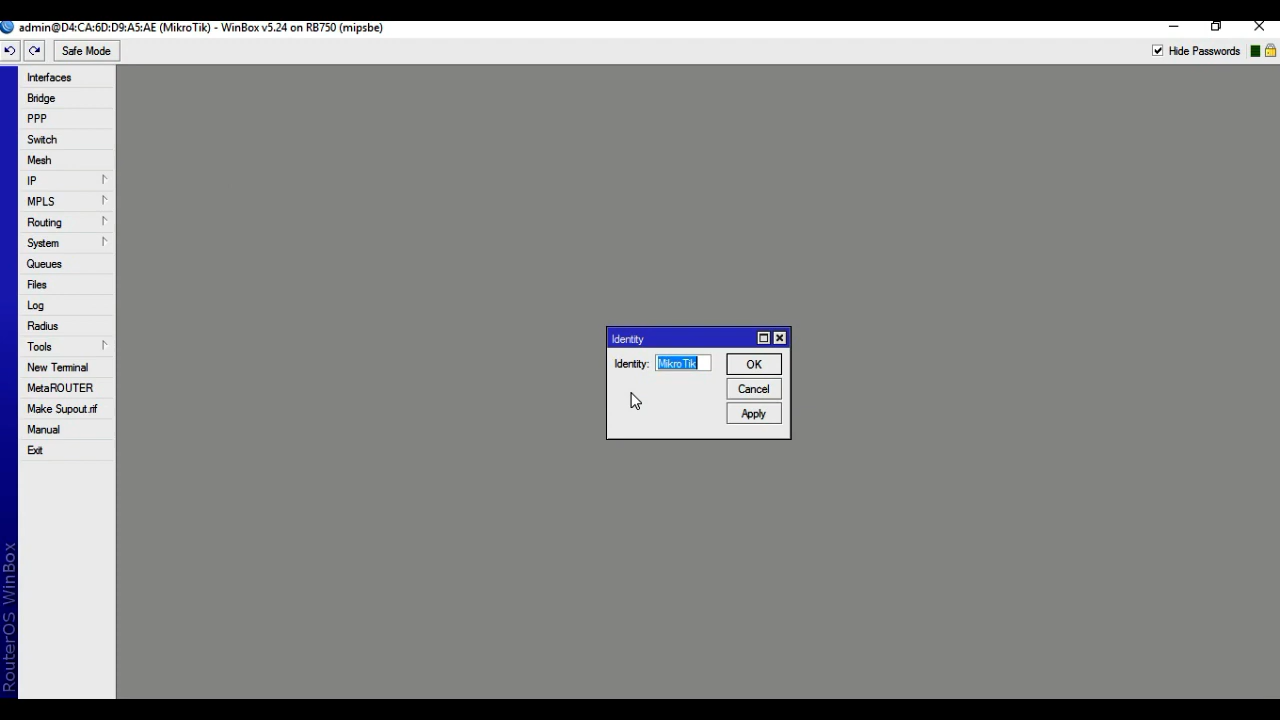 admin@D4:CA:6D:D9:A5:AE (MikroTik) - WinBox v5.24 on RB750 (mipsbe)
Safe Mode
Hide Passwords
Interfaces
Bridge
PPP
Switch
Mesh
IP
MPLS
Routing
System
Queues
Files
Log
Radius
Tools
New Terminal
MetaROUTER
Make Supout.rif
Manual
Exit
Identity
Identity: MikroTik
OK
Cancel
Apply
RouterOS WinBox